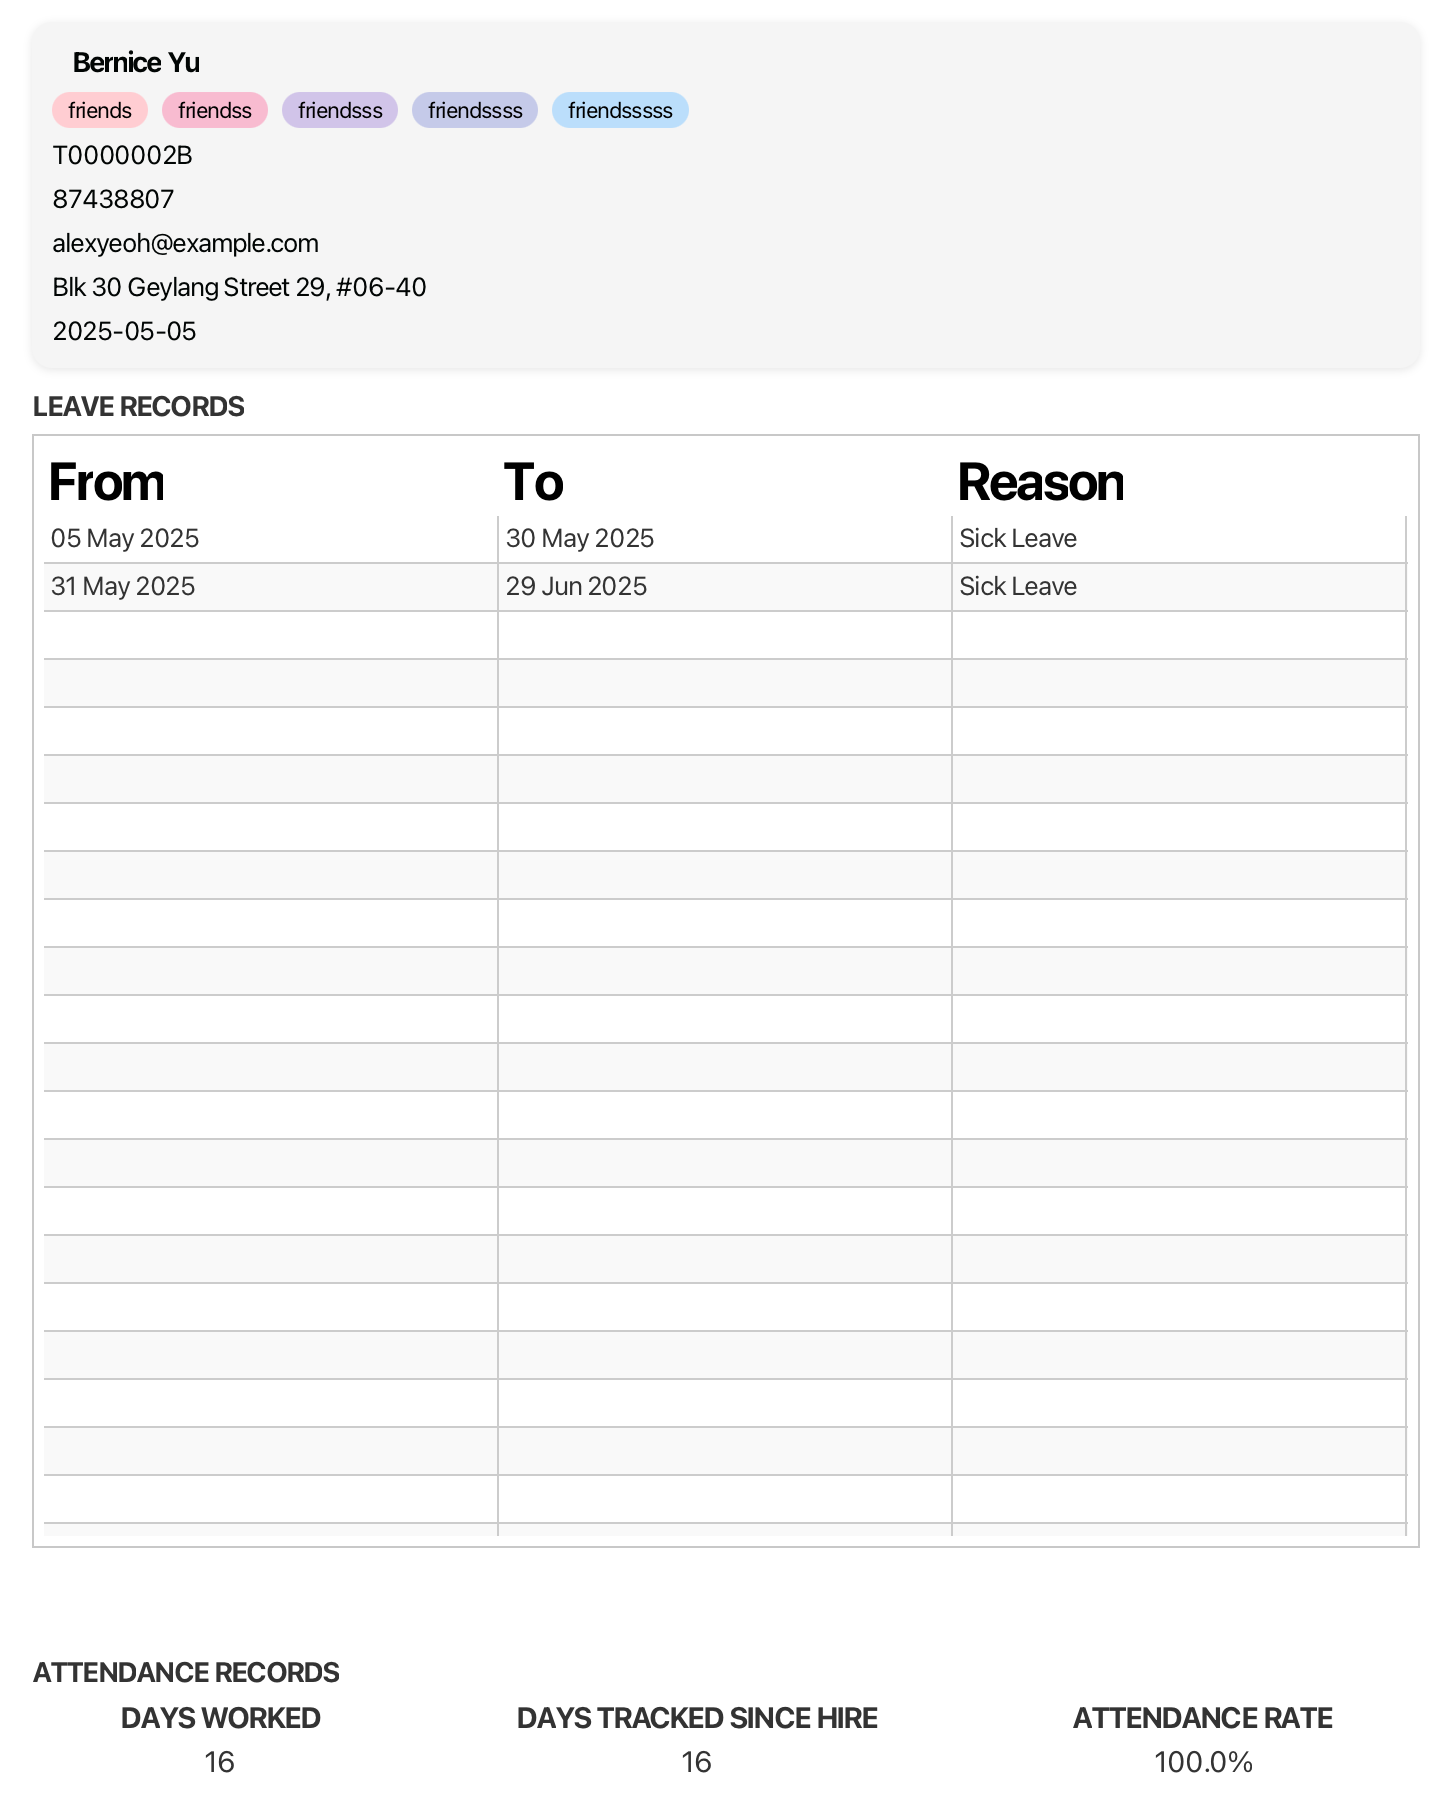 Bernice Yu
friends friendss friendsss friendssss friendsssss
T0000002B
87438807
alexyeoh@example.com
Blk 30 Geylang Street 29, #06-40
2025-05-05
LEAVE RECORDS
From To Reason
05 May 2025 30 May 2025 Sick Leave
31 May 2025 29 Jun 2025 Sick Leave
ATTENDANCE RECORDS
DAYS WORKED DAYS TRACKED SINCE HIRE ATTENDANCE RATE
16 16 100.0%